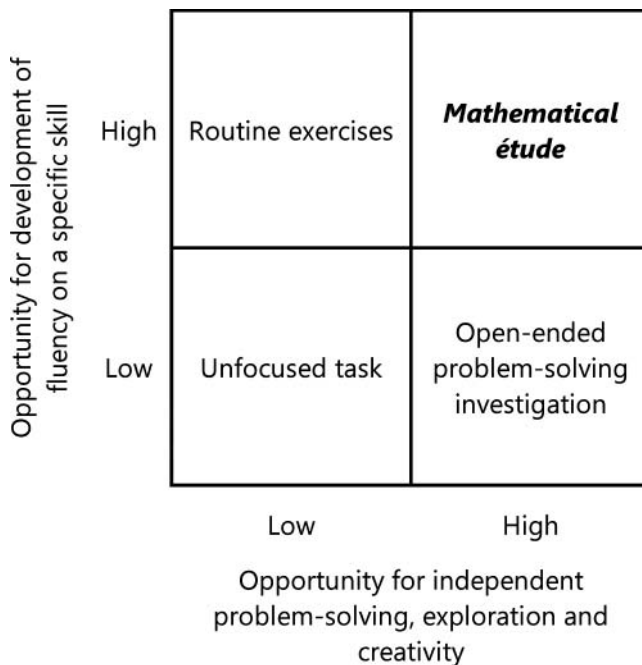 Opportunity for development of
fluency on a specific skill
High
Routine exercises
Mathematical
étude
Low
Unfocused task
Open-ended
problem-solving
investigation
Low
High
Opportunity for independent
problem-solving, exploration and
creativity